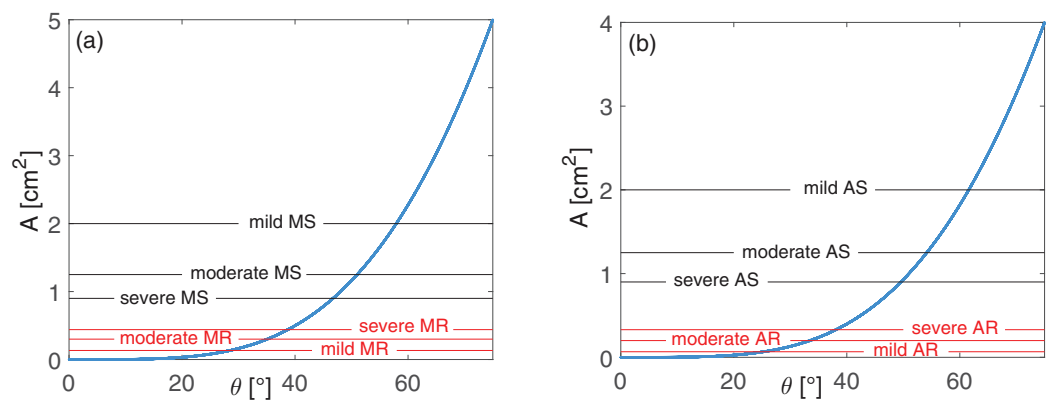 (a)
5
4
3
2
1
0
A [cm²]
mild MS
moderate MS
severe MS
severe MR
moderate MR
mild MR
0 20 40 60
θ [°]
(b)
4
3
2
1
0
A [cm²]
mild AS
moderate AS
severe AS
severe AR
moderate AR
mild AR
0 20 40 60
θ [°]